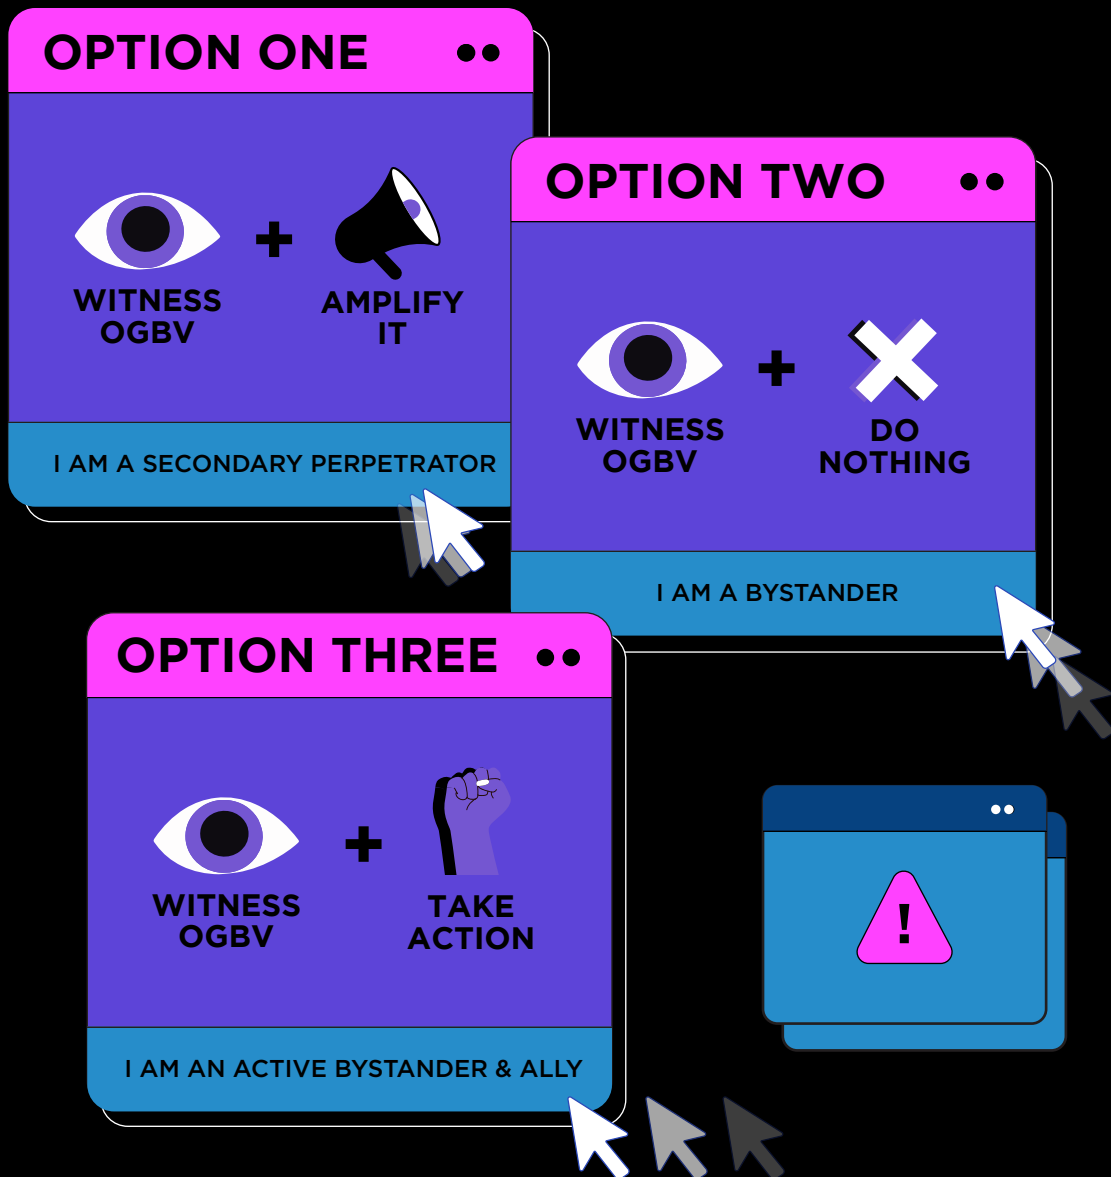 OPTION ONE
WITNESS
OGBV
+
AMPLIFY
IT
I AM A SECONDARY PERPETRATOR
OPTION TWO
WITNESS
OGBV
+
DO
NOTHING
I AM A BYSTANDER
OPTION THREE
WITNESS
OGBV
+
TAKE
ACTION
I AM AN ACTIVE BYSTANDER & ALLY
!